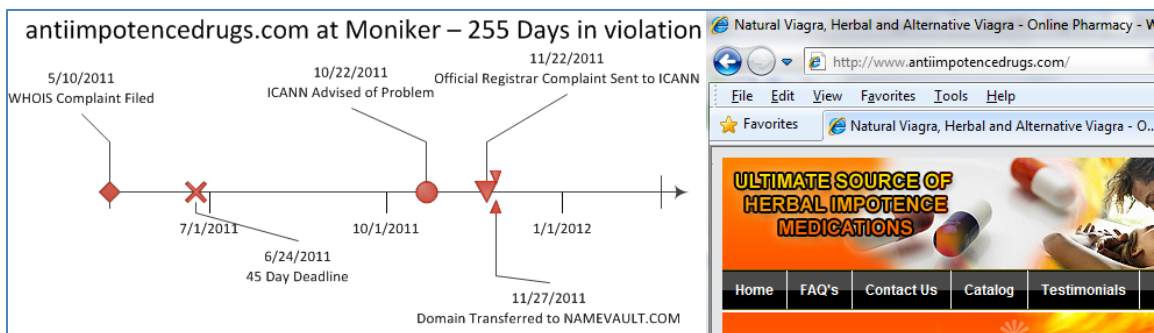 antiimpotencedrugs.com at Moniker – 255 Days in violation
5/10/2011
WHOIS Complaint Filed
10/22/2011
ICANN Advised of Problem
11/22/2011
Official Registrar Complaint Sent to ICANN
7/1/2011
10/1/2011
1/1/2012
6/24/2011
45 Day Deadline
11/27/2011
Domain Transferred to NAMEVAULT.COM
Natural Viagra, Herbal and Alternative Viagra - Online Pharmacy - W
http://www.antiimpotencedrugs.com/
File Edit View Favorites Tools Help
Favorites Natural Viagra, Herbal and Alternative Viagra - O...
ULTIMATE SOURCE OF
HERBAL IMPOTENCE
MEDICATIONS
Home FAQ's Contact Us Catalog Testimonials